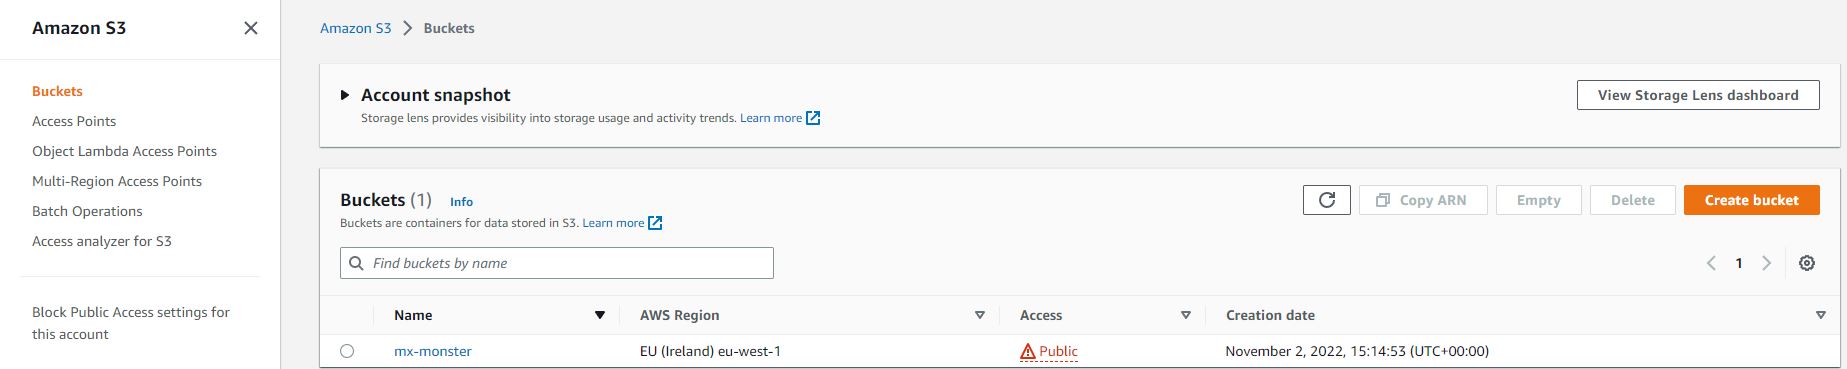 Amazon S3
Buckets
Access Points
Object Lambda Access Points
Multi-Region Access Points
Batch Operations
Access analyzer for S3
Block Public Access settings for
this account
Amazon S3 > Buckets
Account snapshot
View Storage Lens dashboard
Storage lens provides visibility into storage usage and activity trends. Learn more
Buckets (1) Info
Copy ARN Empty Delete Create bucket
Buckets are containers for data stored in S3. Learn more
Find buckets by name
1
Name AWS Region Access Creation date
mx-monster EU (Ireland) eu-west-1 Public November 2, 2022, 15:14:53 (UTC+00:00)